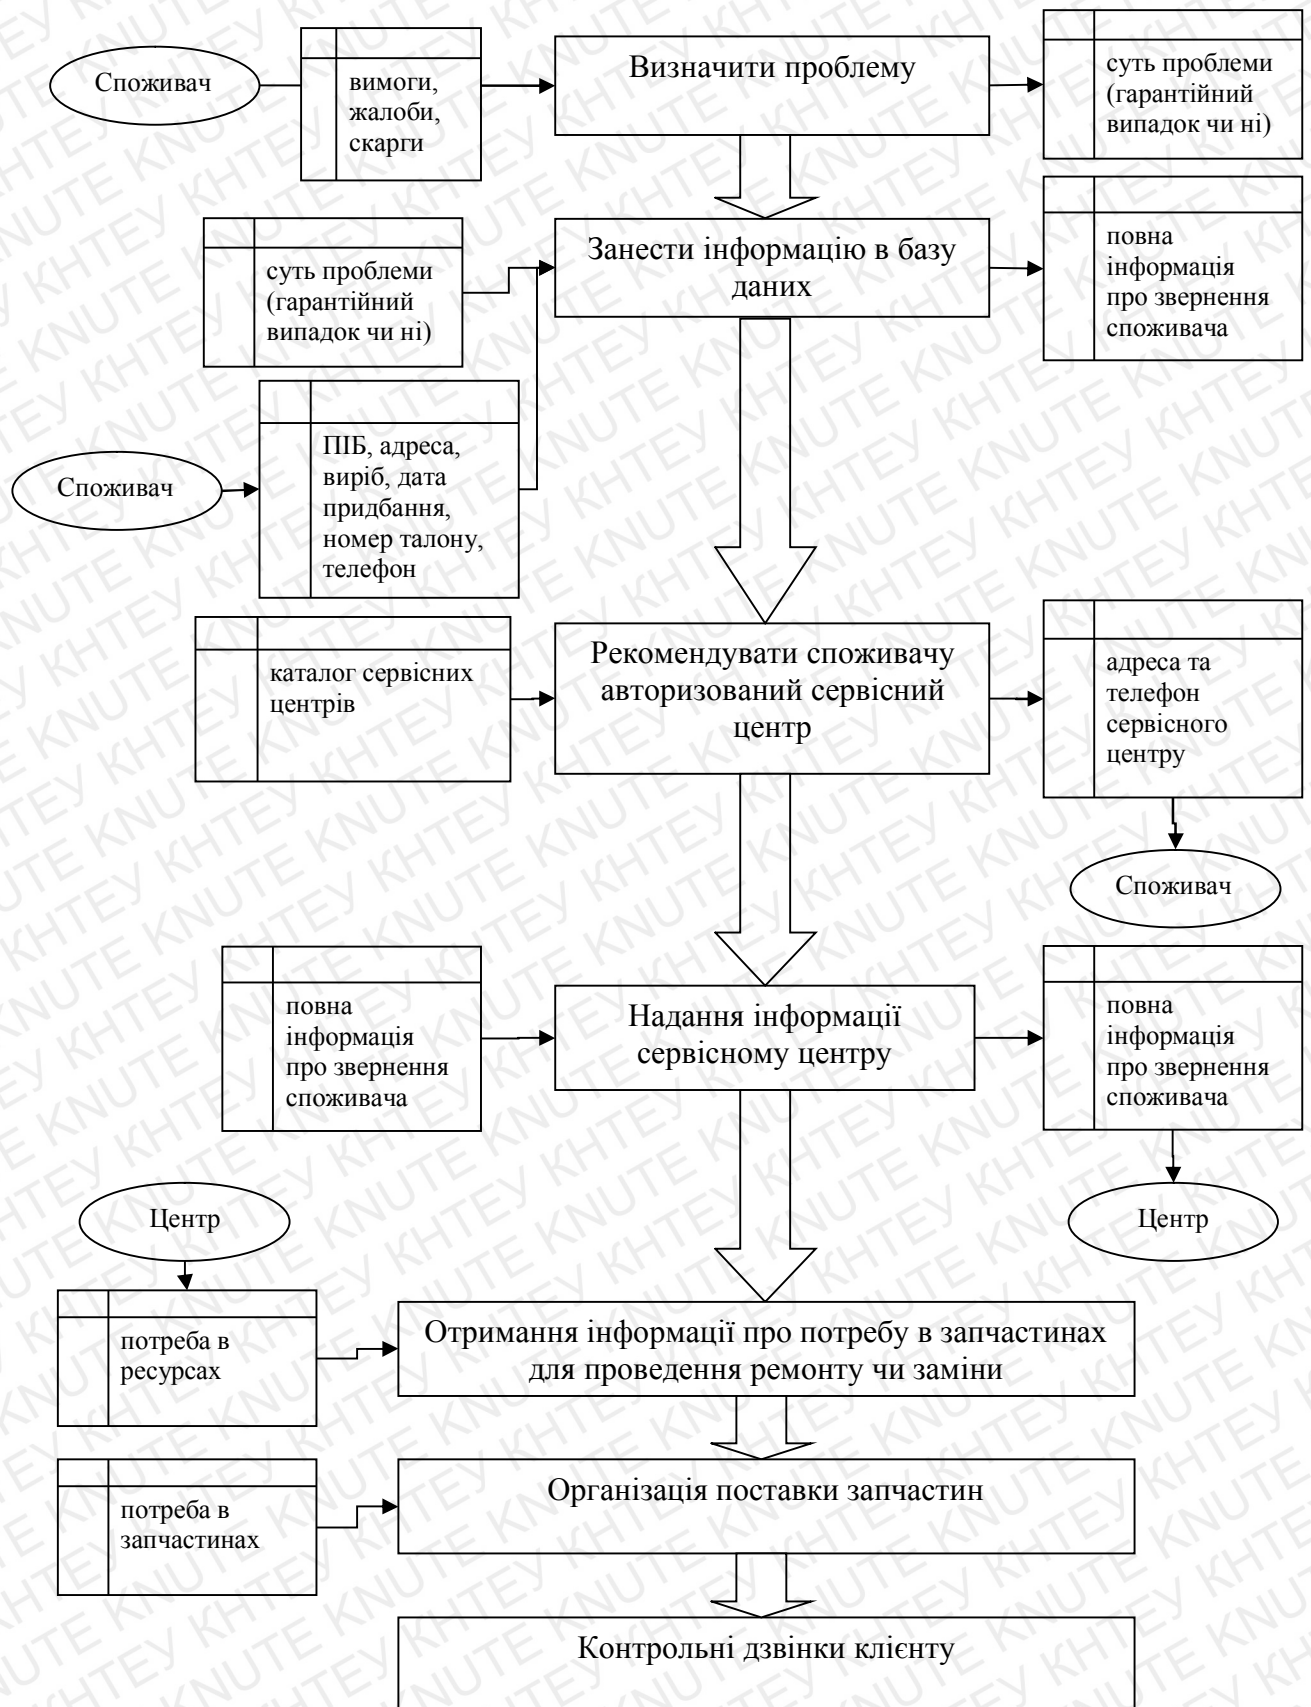 Споживач
вимоги,
жалоби,
скарги
Визначити проблему
суть проблеми
(гарантійний
випадок чи ні)
суть проблеми
(гарантійний
випадок чи ні)
Занести інформацію в базу
даних
повна
інформація
про звернення
споживача
Споживач
ПІБ, адреса,
виріб, дата
придбання,
номер талону,
телефон
каталог сервісних
центрів
Рекомендувати споживачу
авторизований сервісний
центр
адреса та
телефон
сервісного
центру
Споживач
повна
інформація
про звернення
споживача
Надання інформації
сервісному центру
повна
інформація
про звернення
споживача
Центр
Центр
потреба в
ресурсах
Отримання інформації про потребу в запчастинах
для проведення ремонту чи заміни
потреба в
запчастинах
Організація поставки запчастин
Контрольні дзвінки клієнту